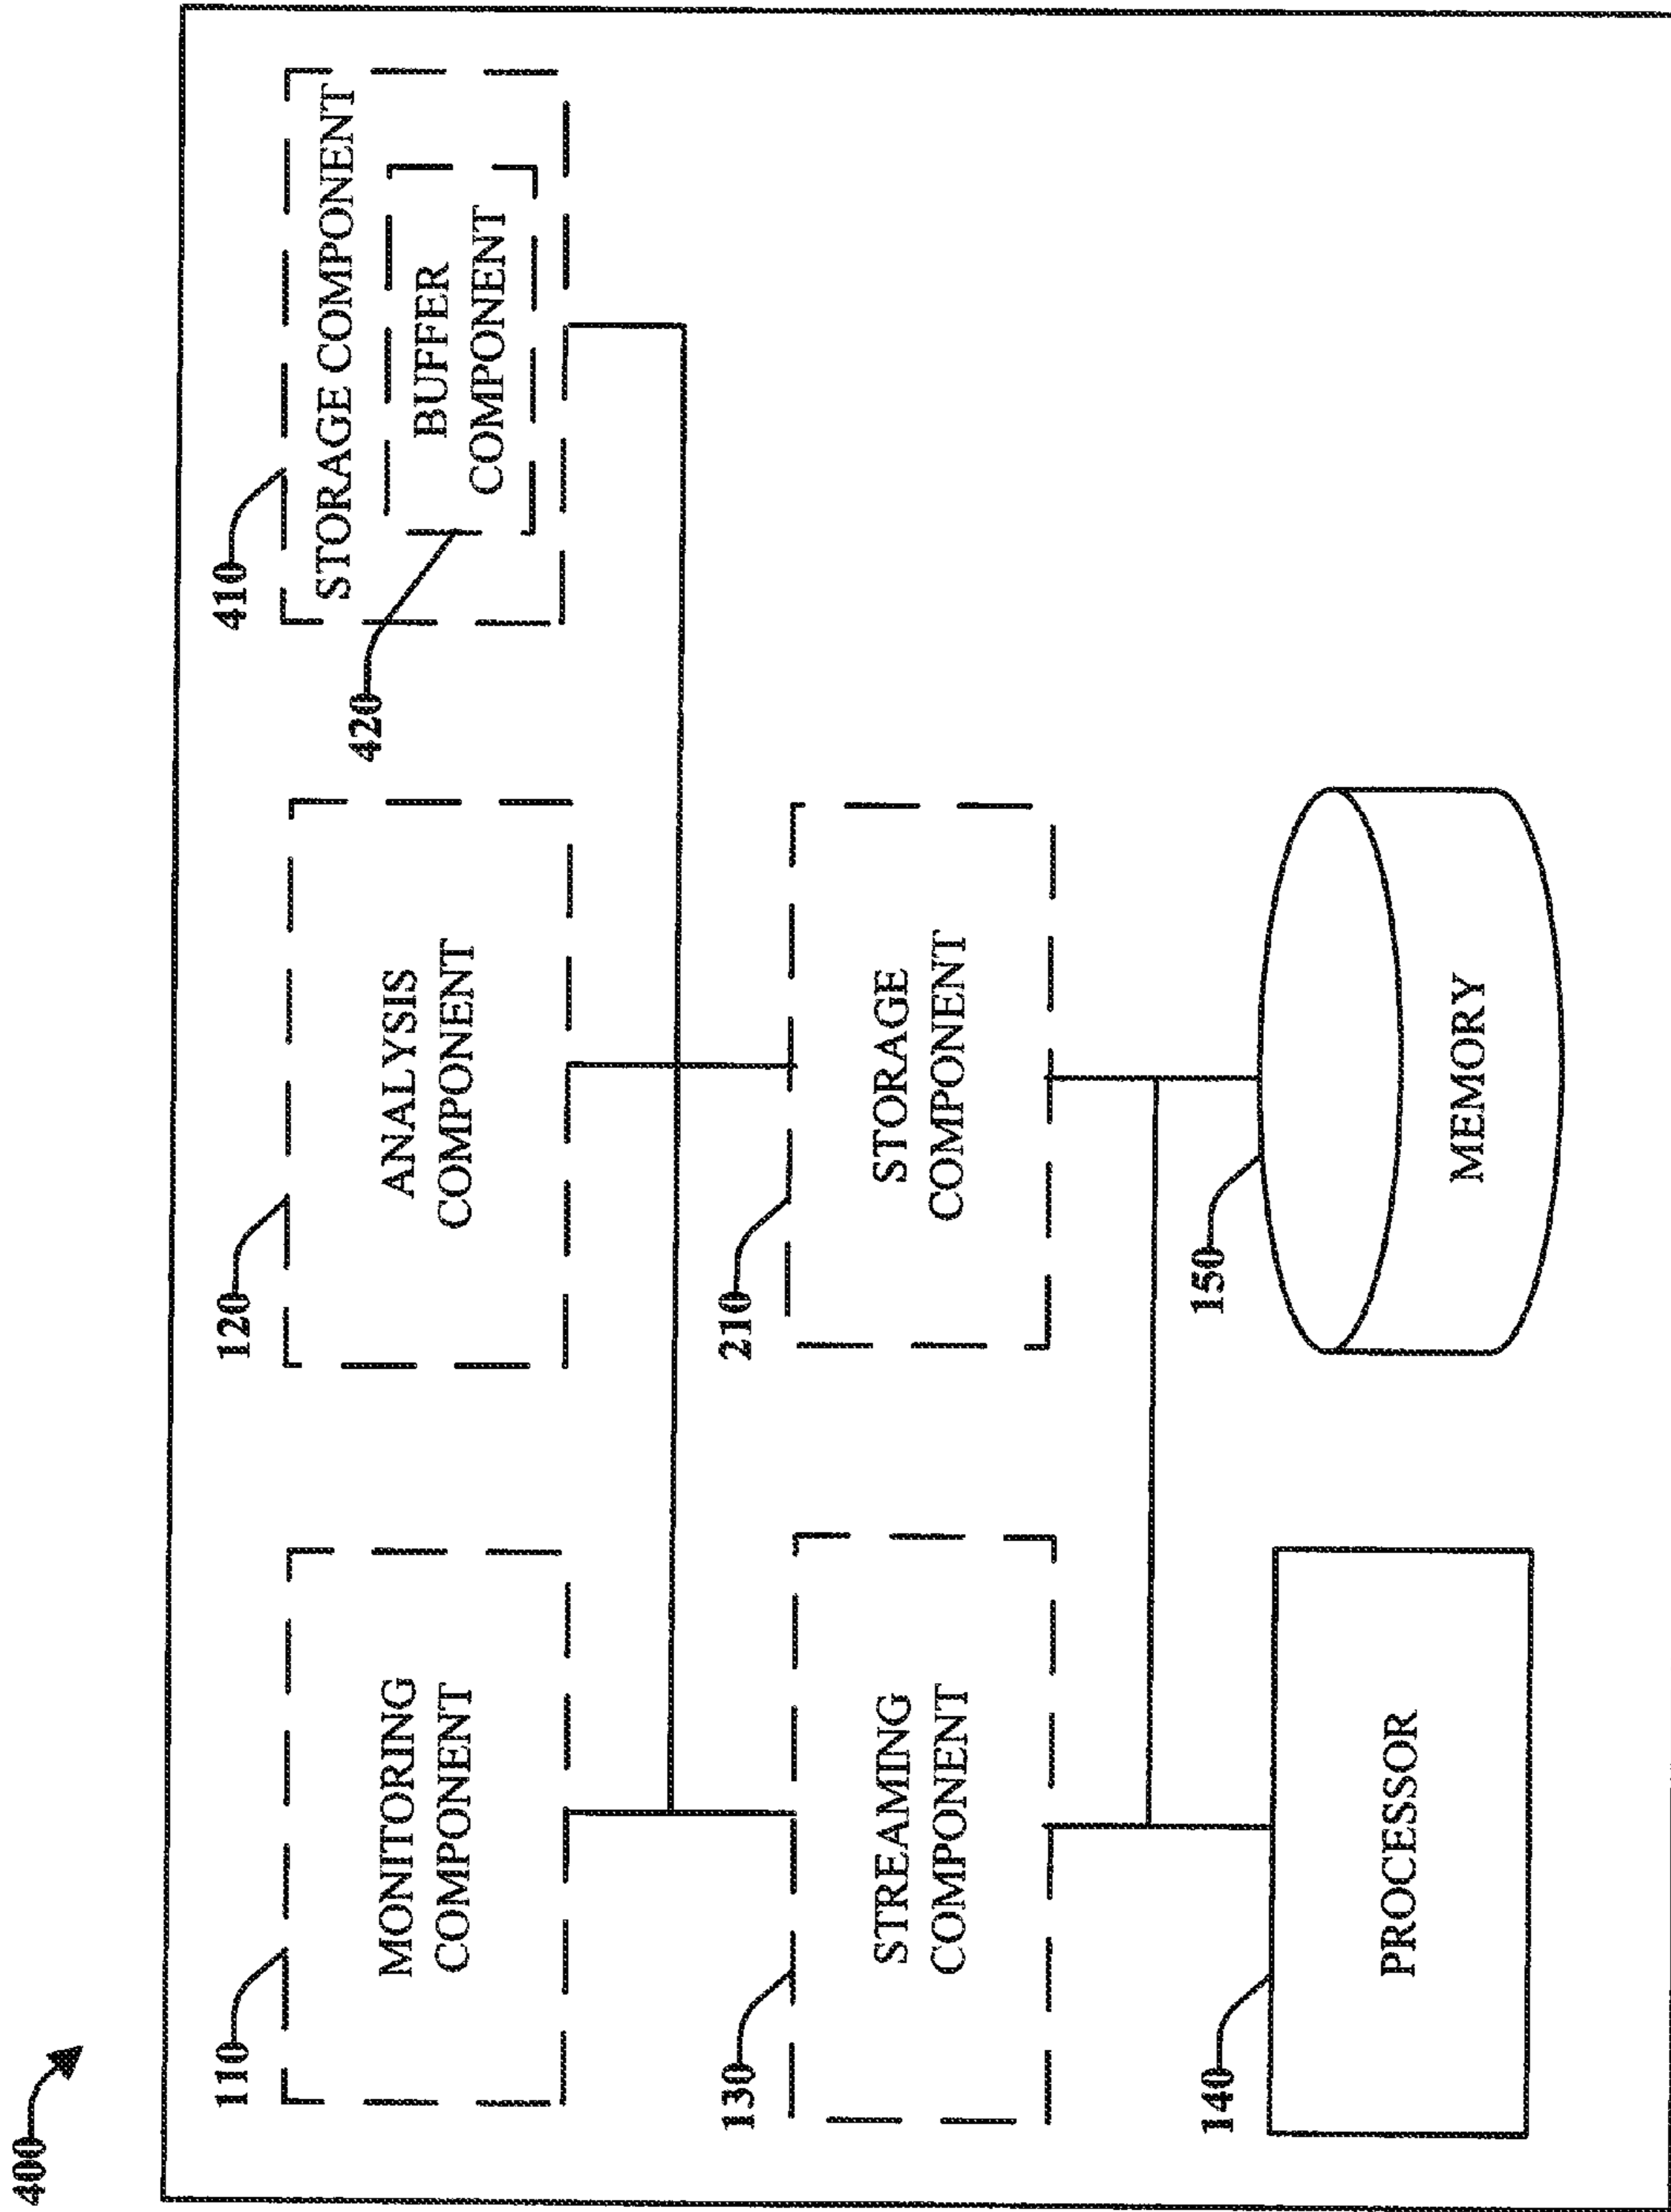 400
110
MONITORING
COMPONENT
120
ANALYSIS
COMPONENT
410
STORAGE COMPONENT
420
BUFFER
COMPONENT
130
STREAMING
COMPONENT
210
STORAGE
COMPONENT
140
PROCESSOR
150
MEMORY